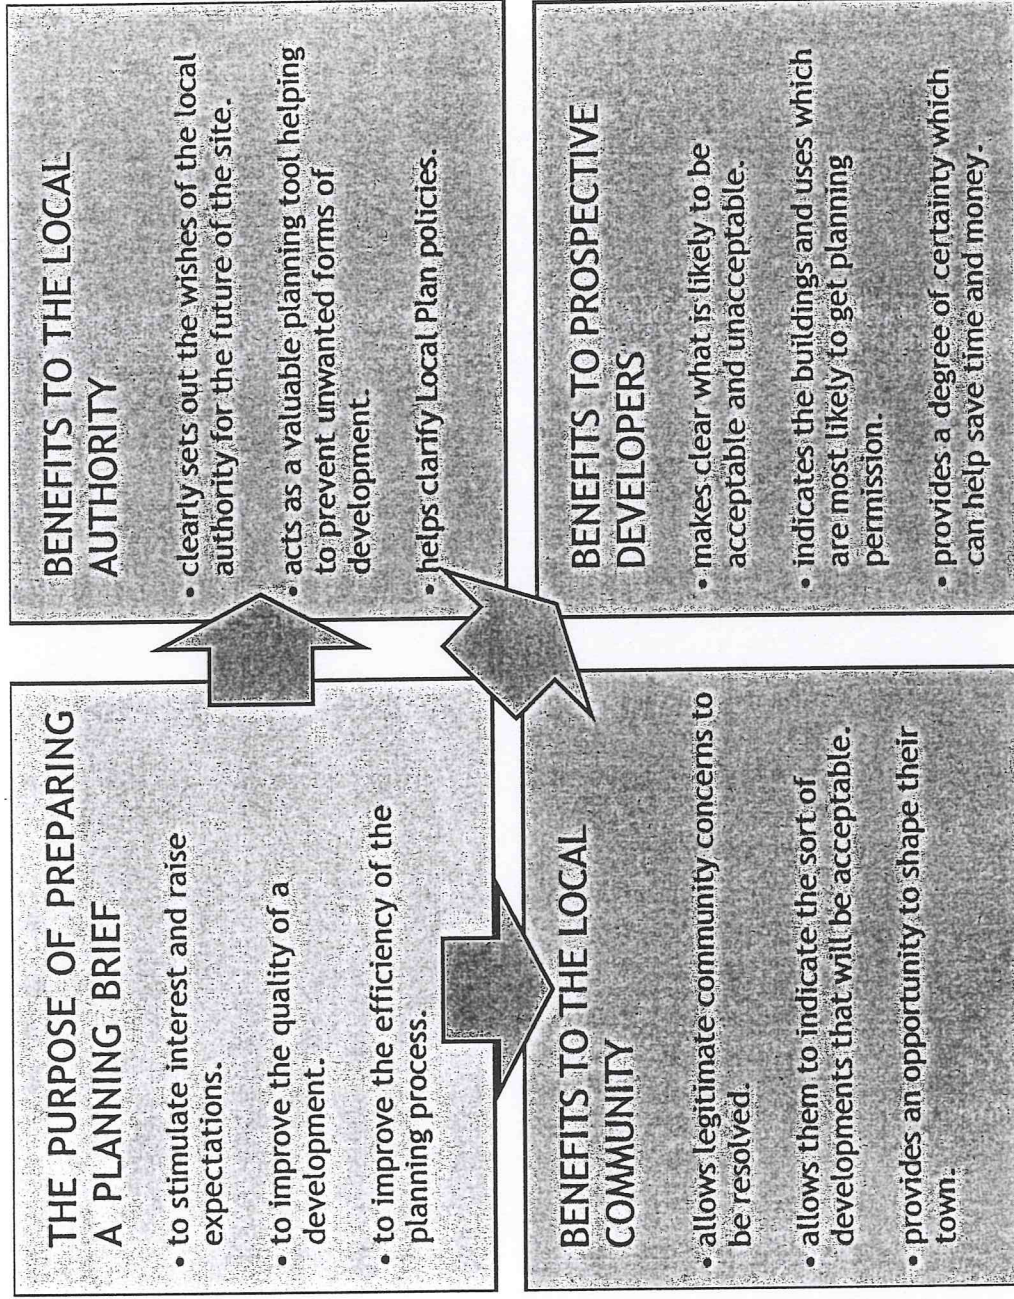 THE PURPOSE OF PREPARING
A PLANNING BRIEF
• to stimulate interest and raise
expectations.
• to improve the quality of a
development.
• to improve the efficiency of the
planning process.
BENEFITS TO THE LOCAL
AUTHORITY
• clearly sets out the wishes of the local
authority for the future of the site.
• acts as a valuable planning tool helping
to prevent unwanted forms of
development.
• helps clarify Local Plan policies.
BENEFITS TO THE LOCAL
COMMUNITY
• allows legitimate community concerns to
be resolved.
• allows them to indicate the sort of
developments that will be acceptable.
• provides an opportunity to shape their
town.
BENEFITS TO PROSPECTIVE
DEVELOPERS
• makes clear what is likely to be
acceptable and unacceptable.
• indicates the buildings and uses which
are most likely to get planning
permission.
• provides a degree of certainty which
can help save time and money.